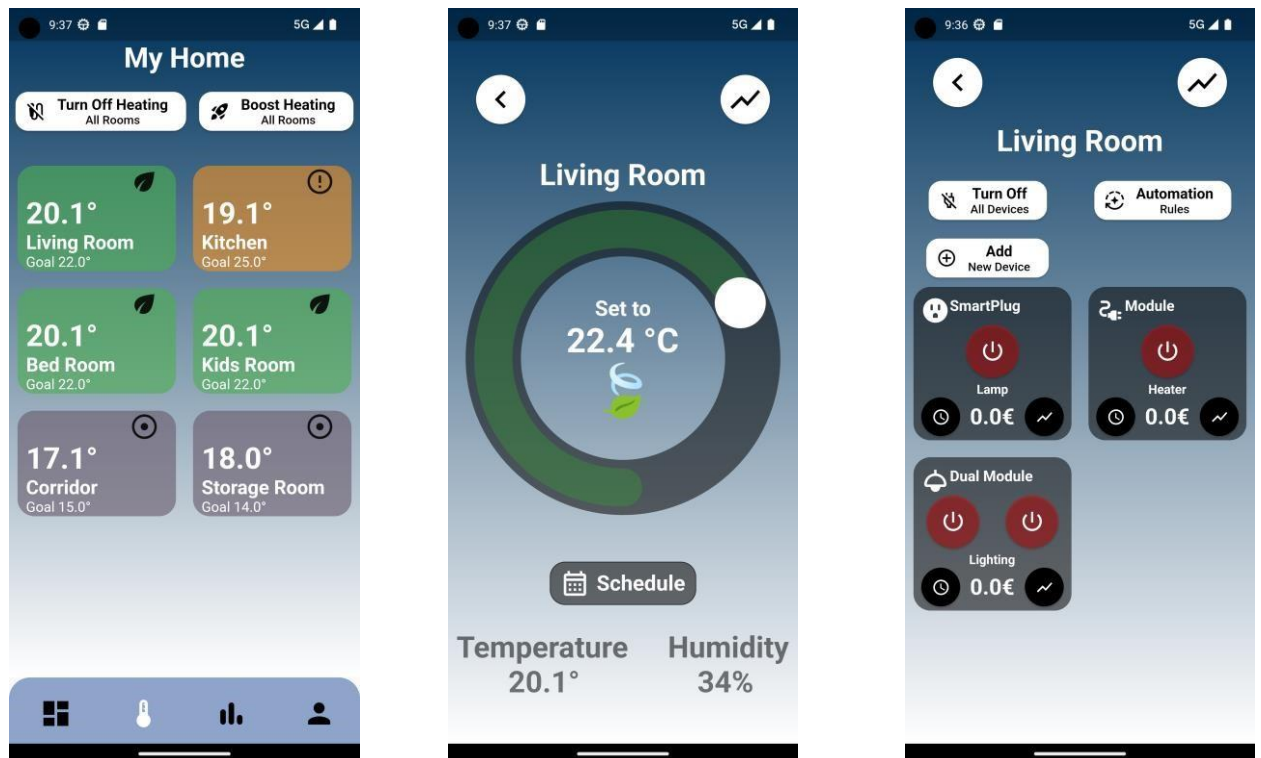 9:37 5G
My Home
Turn Off Heating
All Rooms
Boost Heating
All Rooms
20.1°
Living Room
Goal 22.0°
19.1°
Kitchen
Goal 25.0°
20.1°
Bed Room
Goal 22.0°
20.1°
Kids Room
Goal 22.0°
17.1°
Corridor
Goal 15.0°
18.0°
Storage Room
Goal 14.0°
9:37 5G
Living Room
Set to
22.4 °C
Schedule
Temperature
20.1°
Humidity
34%
9:36 5G
Living Room
Turn Off
All Devices
Automation
Rules
Add
New Device
SmartPlug
Lamp
0.0€
Module
Heater
0.0€
Dual Module
Lighting
0.0€